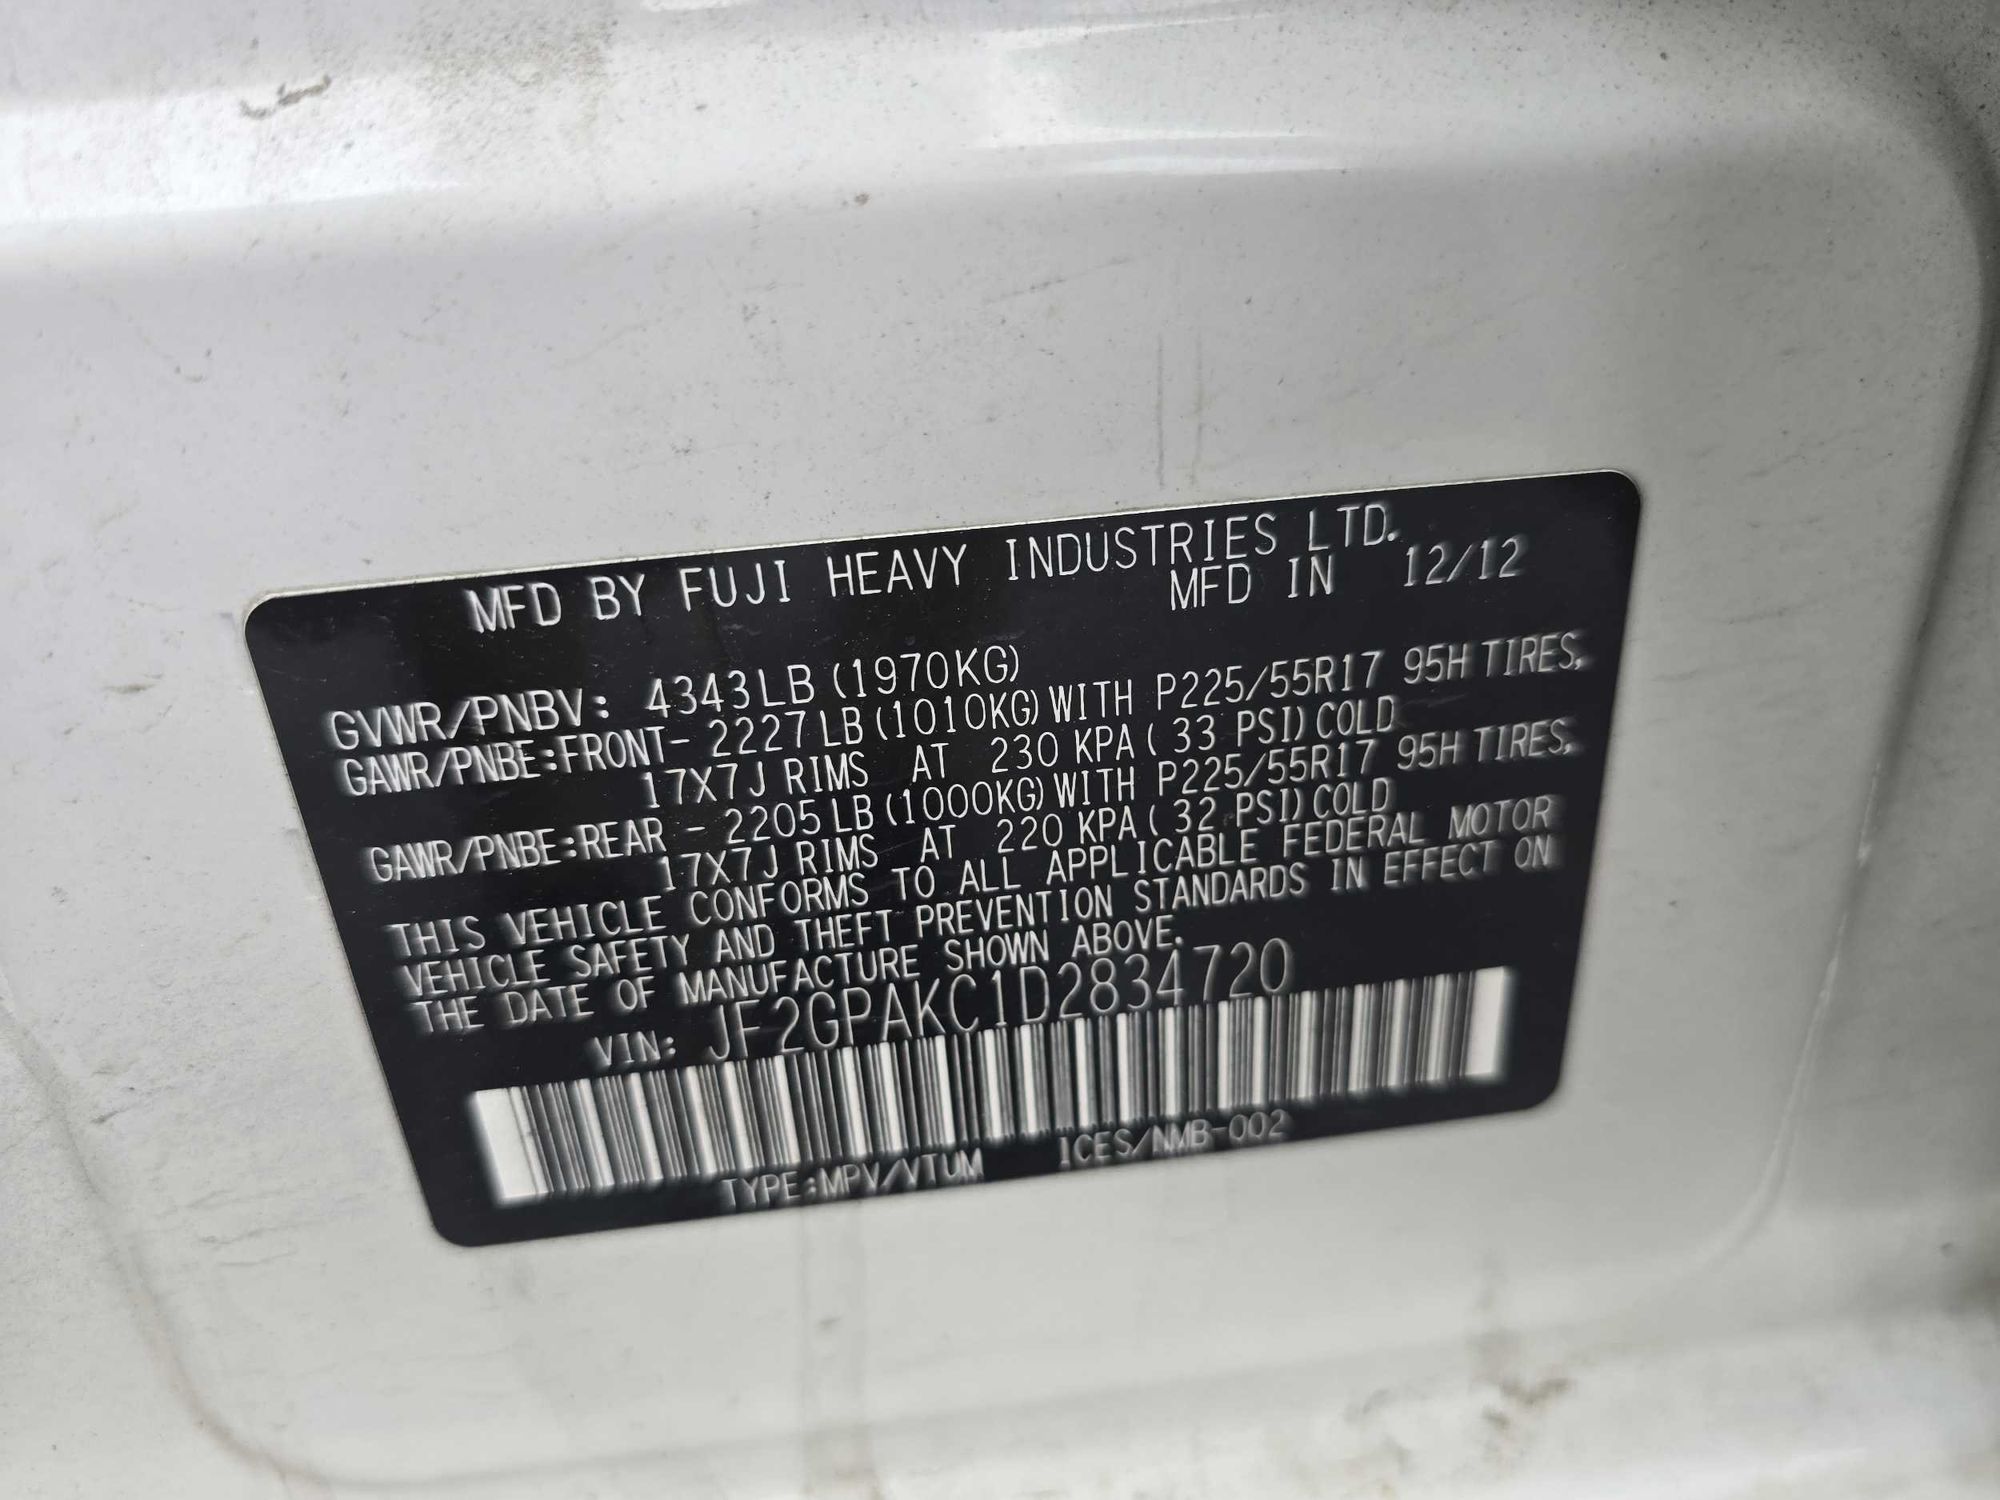 MFD BY FUJI HEAVY INDUSTRIES LTD.
MFD IN 12/12
GVWR/PNBV: 4343LB (1970KG)
GAWR/PNBE:FRONT- 2227LB (1010KG) WITH P225/55R17 95H TIRES,
17X7J RIMS AT 230 KPA ( 33 PSI) COLD
GAWR/PNBE:REAR - 2205LB (1000KG) WITH P225/55R17 95H TIRES,
17X7J RIMS AT 220 KPA ( 32 PSI) COLD
THIS VEHICLE CONFORMS TO ALL APPLICABLE FEDERAL MOTOR
VEHICLE SAFETY AND THEFT PREVENTION STANDARDS IN EFFECT ON
THE DATE OF MANUFACTURE SHOWN ABOVE.
VIN: JF2GPAKC1D2834720
TYPE:MPV/VTUM ICES/NMB-002